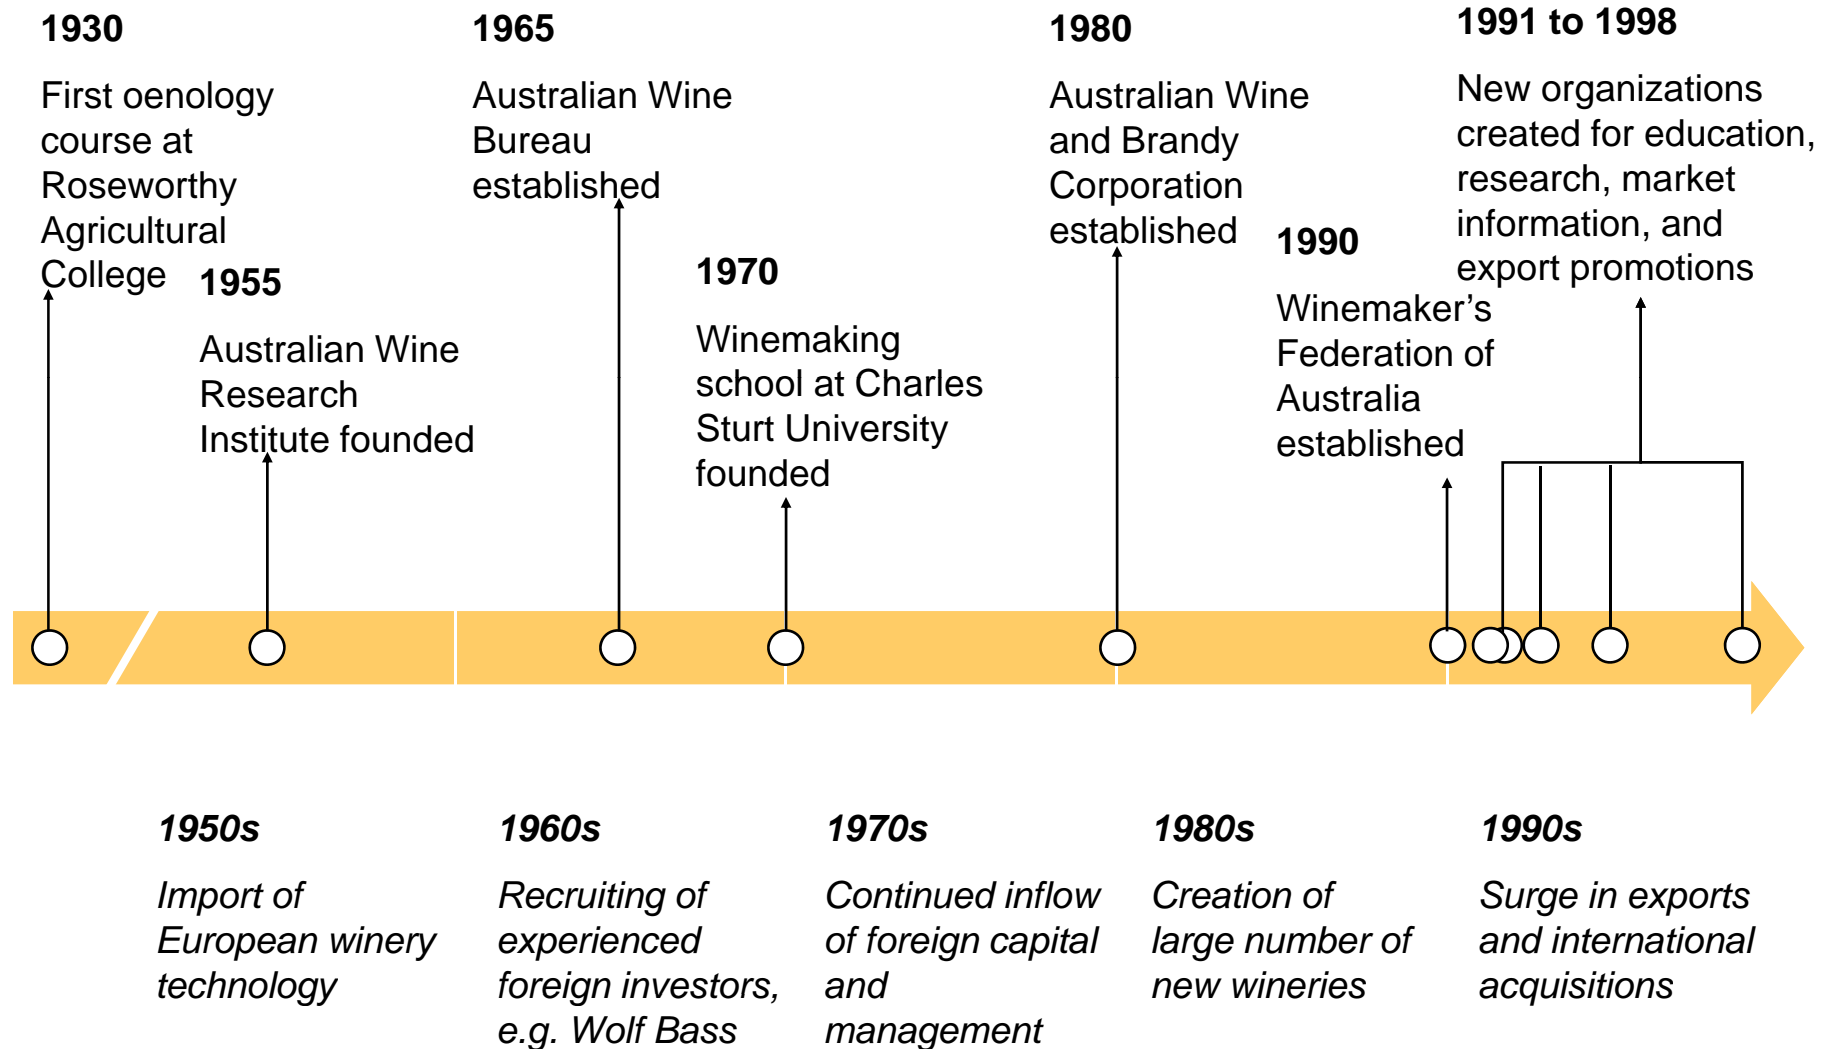 1930
First oenology
course at
Roseworthy
Agricultural
College
1955
Australian Wine
Research
Institute founded
1965
Australian Wine
Bureau
established
1970
Winemaking
school at Charles
Sturt University
founded
1980
Australian Wine
and Brandy
Corporation
established
1990
Winemaker’s
Federation of
Australia
established
1991 to 1998
New organizations
created for education,
research, market
information, and
export promotions
1950s
Import of
European winery
technology
1960s
Recruiting of
experienced
foreign investors,
e.g. Wolf Bass
1970s
Continued inflow
of foreign capital
and
management
1980s
Creation of
large number of
new wineries
1990s
Surge in exports
and international
acquisitions